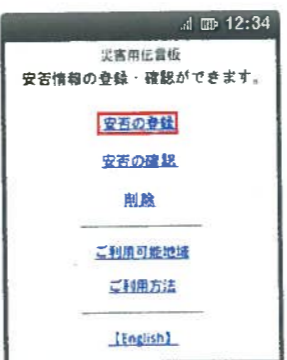 12:34
災害用伝言板
安否情報の登録・確認ができます。
安否の登録
安否の確認
削除
ご利用可能地域
ご利用方法
【English】